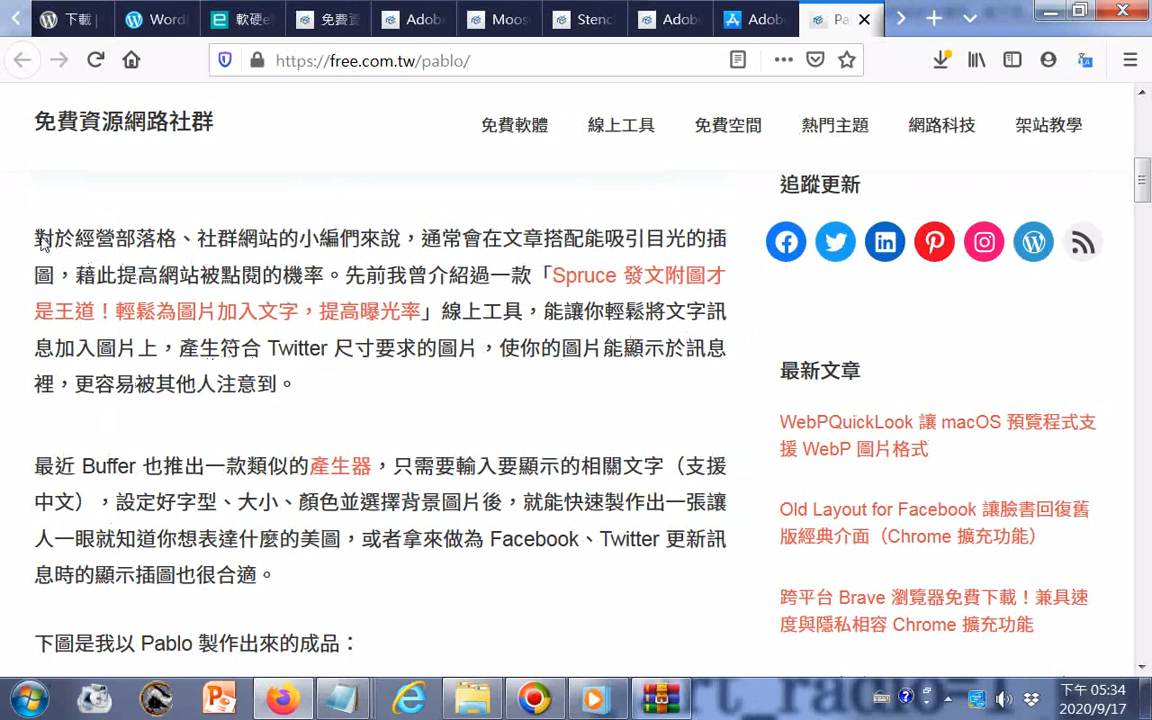 下載 |
Word
軟硬e
免費資
Adob
Moos
Stenc
Adob
Adob
Pa
https://free.com.tw/pablo/
免費資源網路社群
免費軟體 線上工具 免費空間 熱門主題 網路科技 架站教學
對於經營部落格、社群網站的小編們來說，通常會在文章搭配能吸引目光的插
圖，藉此提高網站被點閱的機率。先前我曾介紹過一款「Spruce 發文附圖才
是王道！輕鬆為圖片加入文字，提高曝光率」線上工具，能讓你輕鬆將文字訊
息加入圖片上，產生符合 Twitter 尺寸要求的圖片，使你的圖片能顯示於訊息
裡，更容易被其他人注意到。
最近 Buffer 也推出一款類似的產生器，只需要輸入要顯示的相關文字（支援
中文），設定好字型、大小、顏色並選擇背景圖片後，就能快速製作出一張讓
人一眼就知道你想表達什麼的美圖，或者拿來做為 Facebook、Twitter 更新訊
息時的顯示插圖也很合適。
下圖是我以 Pablo 製作出來的成品：
追蹤更新
最新文章
WebPQuickLook 讓 macOS 預覽程式支
援 WebP 圖片格式
Old Layout for Facebook 讓臉書回復舊
版經典介面（Chrome 擴充功能）
跨平台 Brave 瀏覽器免費下載！兼具速
度與隱私相容 Chrome 擴充功能
下午 05:34
2020/9/17